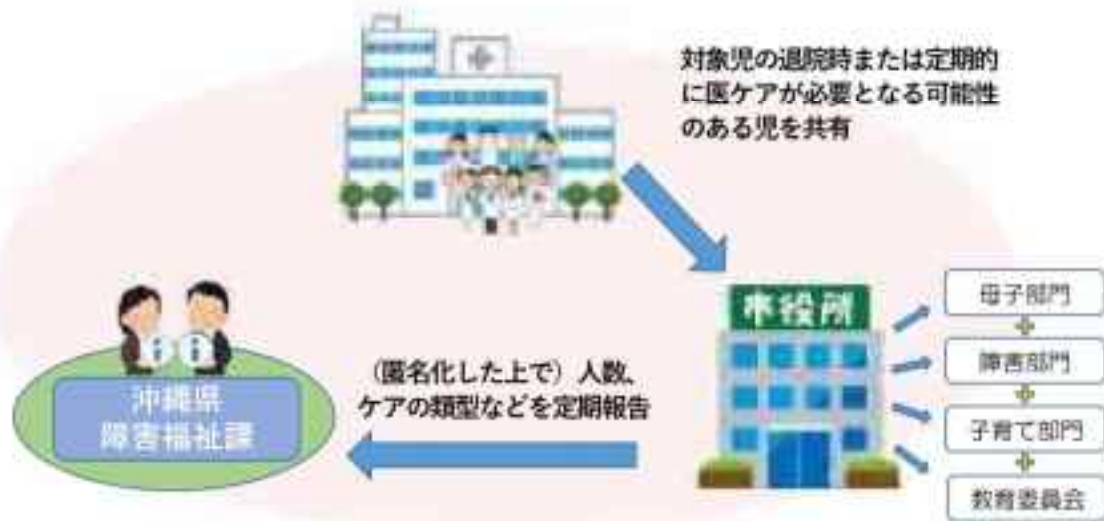 対象児の退院時または定期的
に医ケアが必要となる可能性
のある児を共有
市役所
母子部門
障害部門
子育て部門
教育委員会
（匿名化した上で）人数、
ケアの類型などを定期報告
沖縄県
障害福祉課